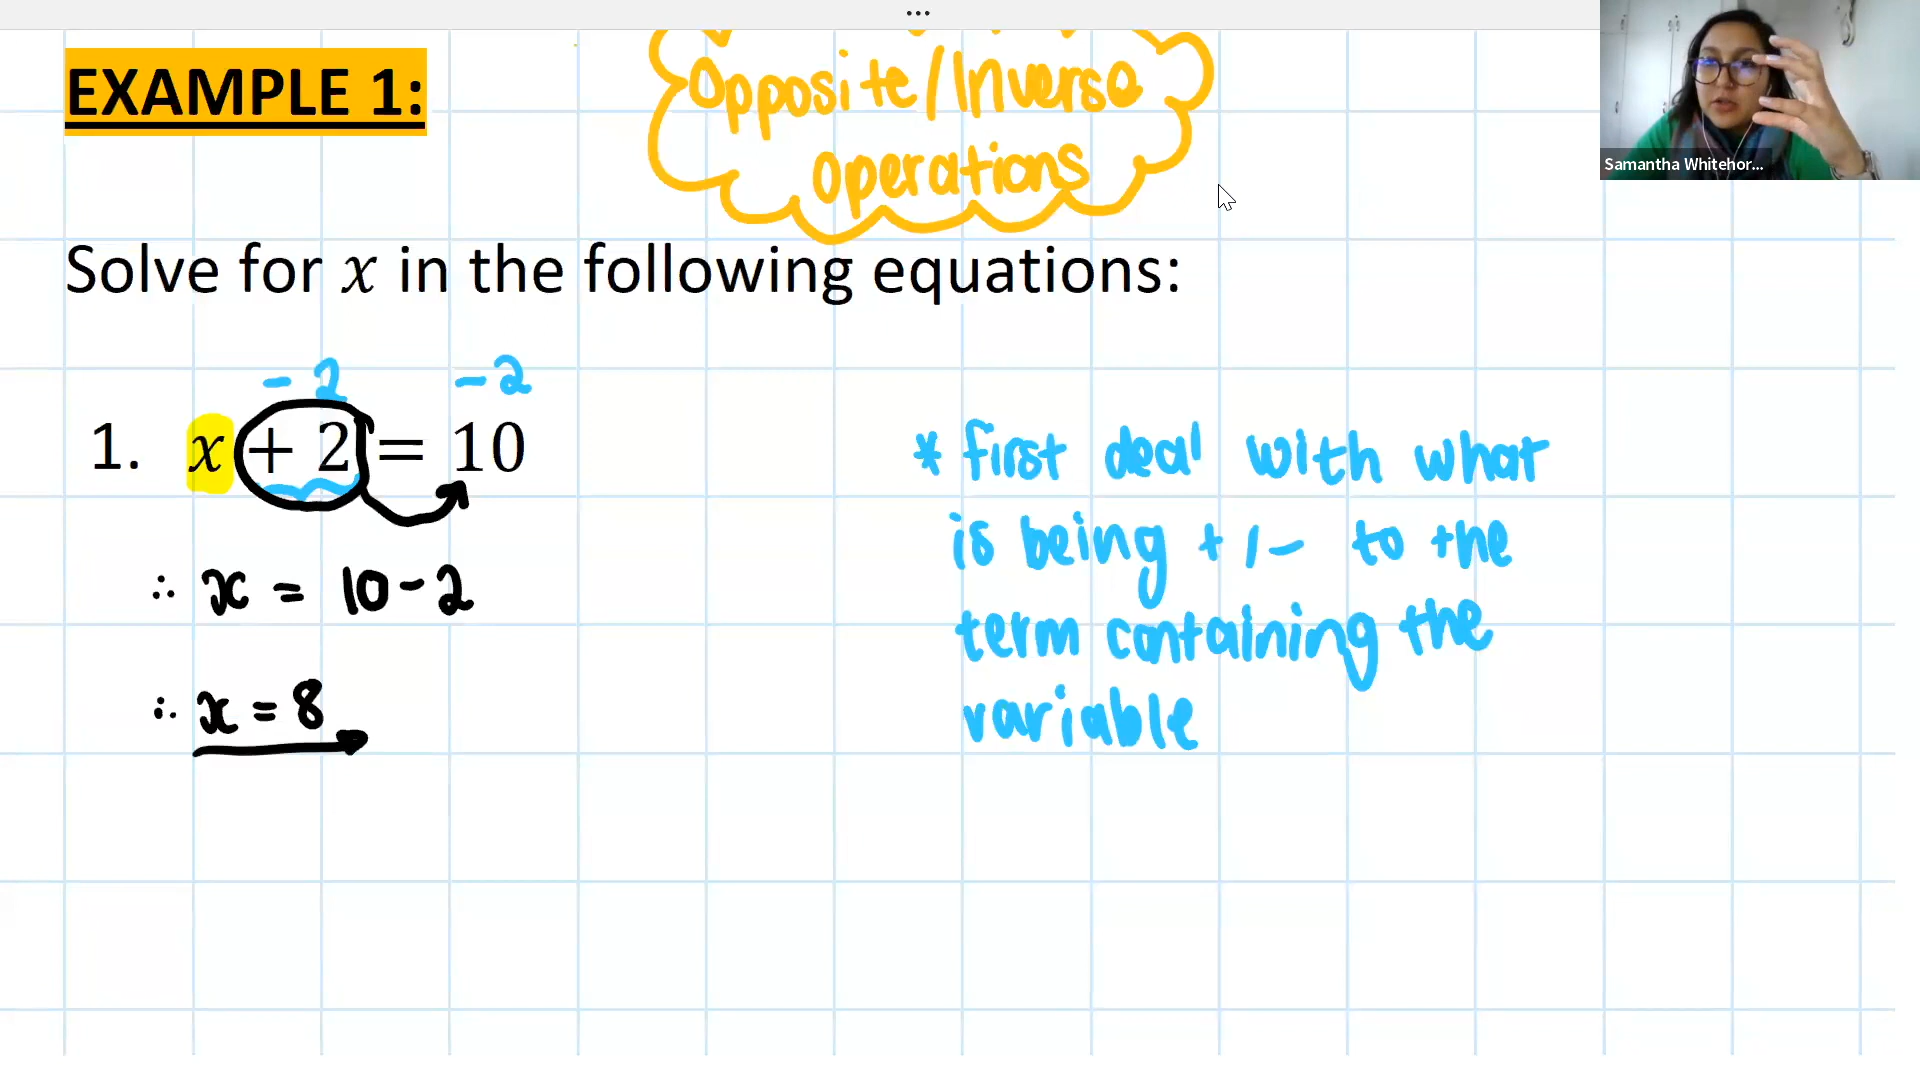 EXAMPLE 1:
Opposite/Inverse
operations
Samantha Whitehor...
Solve for x in the following equations:
- 2 - 2
1. x + 2 = 10
∴ x = 10 - 2
∴ x = 8
* first deal with what
is being + / - to the
term containing the
variable